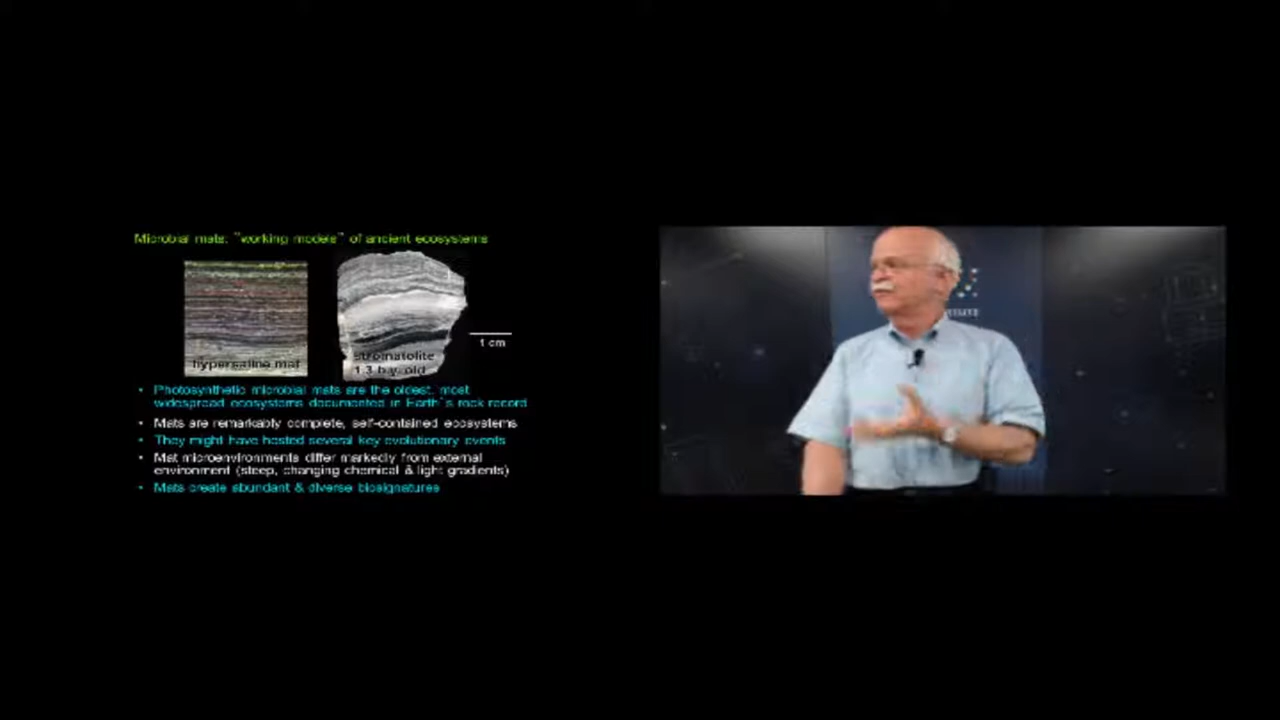 Microbial mats: "working models" of ancient ecosystems
hypersaline mat
stromatolite
1.3 b.y. old
1 cm
• Photosynthetic microbial mats are the oldest, most
widespread ecosystems documented in Earth's rock record
• Mats are remarkably complete, self-contained ecosystems
• They might have hosted several key evolutionary events
• Mat microenvironments differ markedly from external
environment (steep, changing chemical & light gradients)
• Mats create abundant & diverse biosignatures